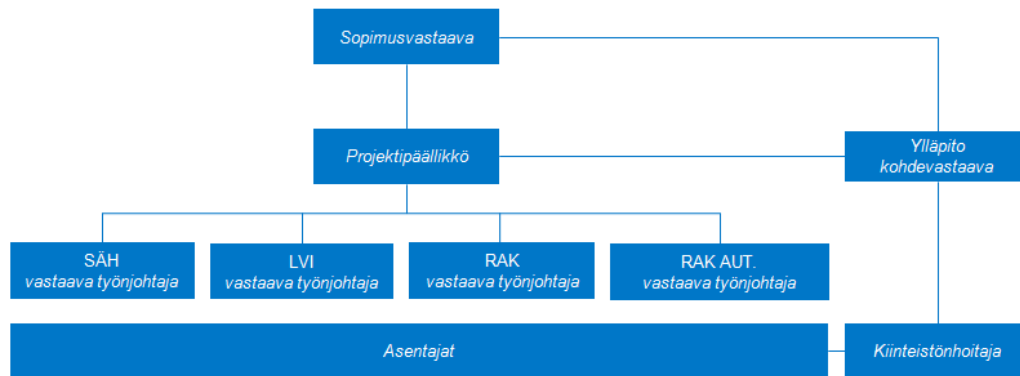 Sopimusvastaava
Projektipäällikkö
Ylläpito
kohdevastaava
SÄH
vastaava työnjohtaja
LVI
vastaava työnjohtaja
RAK
vastaava työnjohtaja
RAK AUT.
vastaava työnjohtaja
Asentajat
Kiinteistönhoitaja